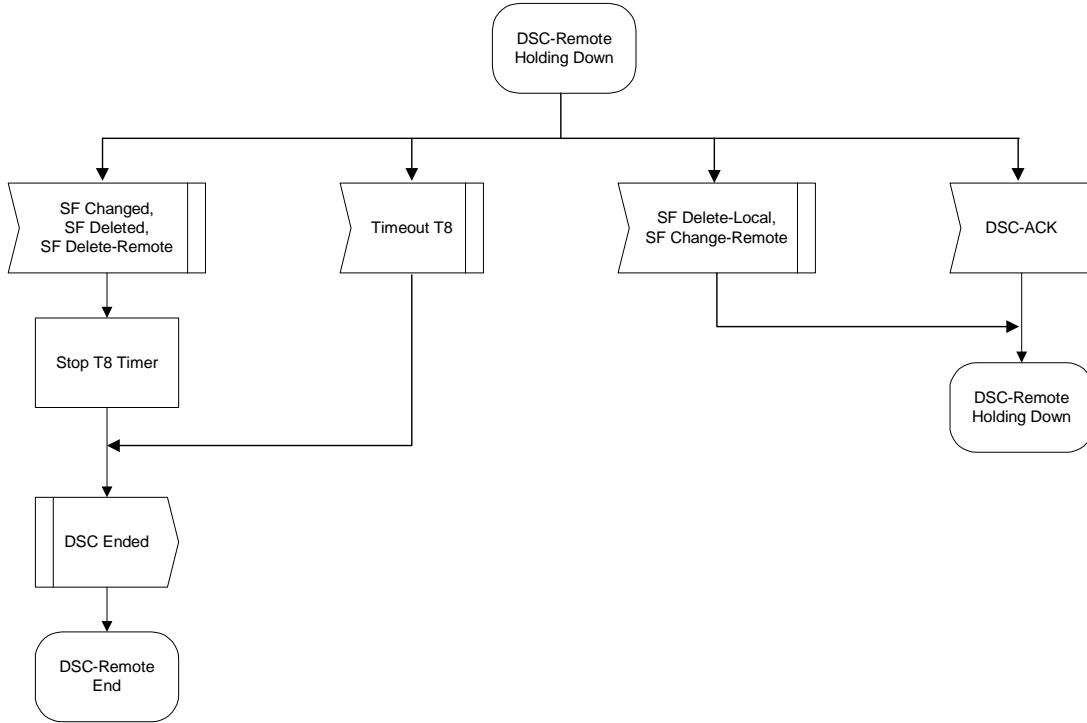 DSC-Remote
Holding Down
SF Changed,
SF Deleted,
SF Delete-Remote
Timeout T8
SF Delete-Local,
SF Change-Remote
DSC-ACK
Stop T8 Timer
DSC-Remote
Holding Down
DSC Ended
DSC-Remote
End